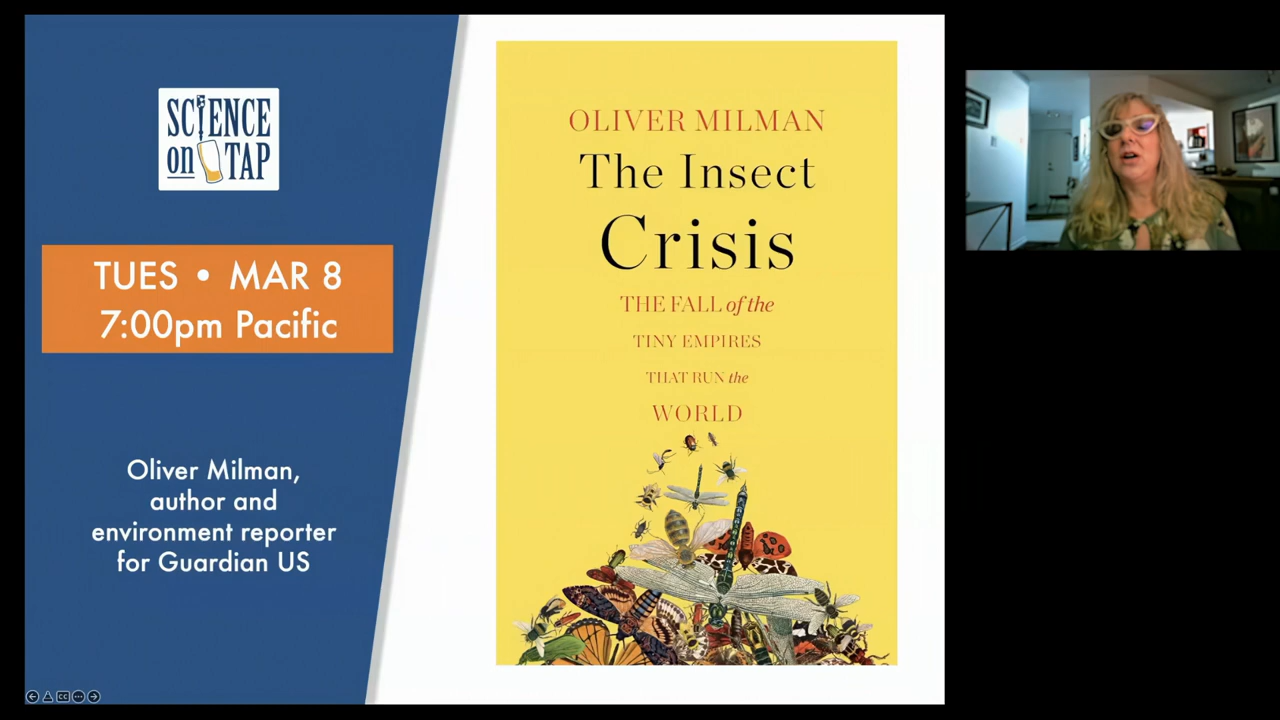 SCIENCE
on TAP
TUES • MAR 8
7:00pm Pacific
Oliver Milman,
author and
environment reporter
for Guardian US
OLIVER MILMAN
The Insect
Crisis
THE FALL of the
TINY EMPIRES
THAT RUN the
WORLD
CC